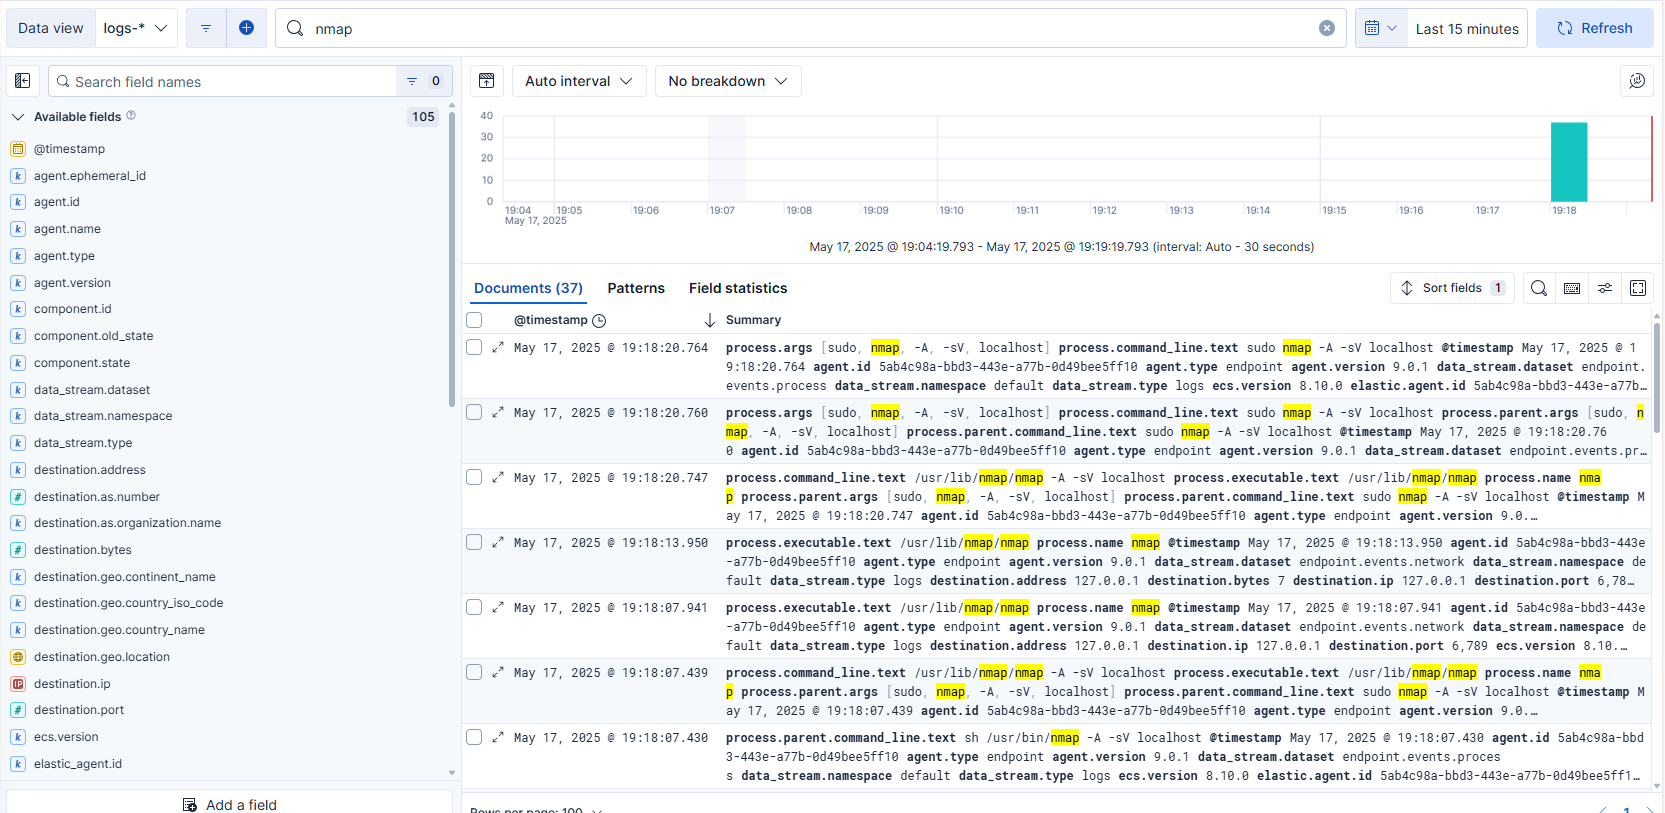 Data view logs-* nmap Last 15 minutes Refresh
Search field names 0
Available fields 105
@timestamp
agent.ephemeral_id
agent.id
agent.name
agent.type
agent.version
component.id
component.old_state
component.state
data_stream.dataset
data_stream.namespace
data_stream.type
destination.address
destination.as.number
destination.as.organization.name
destination.bytes
destination.geo.continent_name
destination.geo.country_iso_code
destination.geo.country_name
destination.geo.location
destination.ip
destination.port
ecs.version
elastic_agent.id
Add a field
Auto interval No breakdown
40
30
20
10
0
19:04 19:05 19:06 19:07 19:08 19:09 19:10 19:11 19:12 19:13 19:14 19:15 19:16 19:17 19:18
May 17, 2025
May 17, 2025 @ 19:04:19.793 - May 17, 2025 @ 19:19:19.793 (interval: Auto - 30 seconds)
Documents (37) Patterns Field statistics Sort fields 1
@timestamp Summary
May 17, 2025 @ 19:18:20.764 process.args [sudo, nmap, -A, -sV, localhost] process.command_line.text sudo nmap -A -sV localhost @timestamp May 17, 2025 @ 1
9:18:20.764 agent.id 5ab4c98a-bbd3-443e-a77b-0d49bee5ff10 agent.type endpoint agent.version 9.0.1 data_stream.dataset endpoint.
events.process data_stream.namespace default data_stream.type logs ecs.version 8.10.0 elastic.agent.id 5ab4c98a-bbd3-443e-a77b…
May 17, 2025 @ 19:18:20.760 process.args [sudo, nmap, -A, -sV, localhost] process.command_line.text sudo nmap -A -sV localhost process.parent.args [sudo, n
map, -A, -sV, localhost] process.parent.command_line.text sudo nmap -A -sV localhost @timestamp May 17, 2025 @ 19:18:20.76
0 agent.id 5ab4c98a-bbd3-443e-a77b-0d49bee5ff10 agent.type endpoint agent.version 9.0.1 data_stream.dataset endpoint.events.pr…
May 17, 2025 @ 19:18:20.747 process.command_line.text /usr/lib/nmap/nmap -A -sV localhost process.executable.text /usr/lib/nmap/nmap process.name nma
p process.parent.args [sudo, nmap, -A, -sV, localhost] process.parent.command_line.text sudo nmap -A -sV localhost @timestamp M
ay 17, 2025 @ 19:18:20.747 agent.id 5ab4c98a-bbd3-443e-a77b-0d49bee5ff10 agent.type endpoint agent.version 9.0.…
May 17, 2025 @ 19:18:13.950 process.executable.text /usr/lib/nmap/nmap process.name nmap @timestamp May 17, 2025 @ 19:18:13.950 agent.id 5ab4c98a-bbd3-443e
-a77b-0d49bee5ff10 agent.type endpoint agent.version 9.0.1 data_stream.dataset endpoint.events.network data_stream.namespace de
fault data_stream.type logs destination.address 127.0.0.1 destination.bytes 7 destination.ip 127.0.0.1 destination.port 6,78…
May 17, 2025 @ 19:18:07.941 process.executable.text /usr/lib/nmap/nmap process.name nmap @timestamp May 17, 2025 @ 19:18:07.941 agent.id 5ab4c98a-bbd3-443e
-a77b-0d49bee5ff10 agent.type endpoint agent.version 9.0.1 data_stream.dataset endpoint.events.network data_stream.namespace de
fault data_stream.type logs destination.address 127.0.0.1 destination.ip 127.0.0.1 destination.port 6,789 ecs.version 8.10.…
May 17, 2025 @ 19:18:07.439 process.command_line.text /usr/lib/nmap/nmap -A -sV localhost process.executable.text /usr/lib/nmap/nmap process.name nma
p process.parent.args [sudo, nmap, -A, -sV, localhost] process.parent.command_line.text sudo nmap -A -sV localhost @timestamp M
ay 17, 2025 @ 19:18:07.439 agent.id 5ab4c98a-bbd3-443e-a77b-0d49bee5ff10 agent.type endpoint agent.version 9.0.…
May 17, 2025 @ 19:18:07.430 process.parent.command_line.text sh /usr/bin/nmap -A -sV localhost @timestamp May 17, 2025 @ 19:18:07.430 agent.id 5ab4c98a-bbd
3-443e-a77b-0d49bee5ff10 agent.type endpoint agent.version 9.0.1 data_stream.dataset endpoint.events.proces
s data_stream.namespace default data_stream.type logs ecs.version 8.10.0 elastic.agent.id 5ab4c98a-bbd3-443e-a77b-0d49bee5ff1…
Rows per page: 100 1